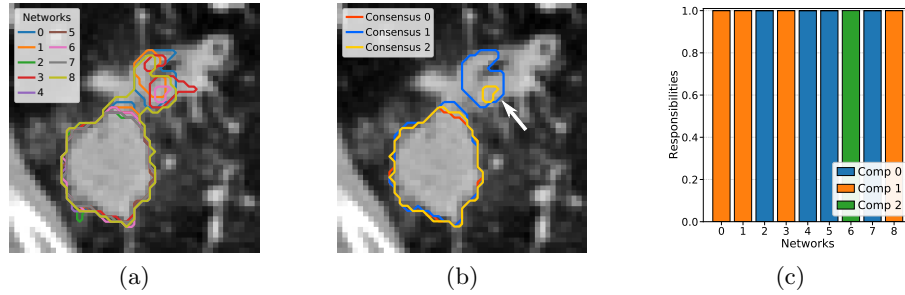 Networks
0 5
1 6
2 7
3 8
4
(a)
Consensus 0
Consensus 1
Consensus 2
(b)
Responsibilities
1.0
0.8
0.6
0.4
0.2
0.0
Comp 0
Comp 1
Comp 2
0 1 2 3 4 5 6 7 8
Networks
(c)